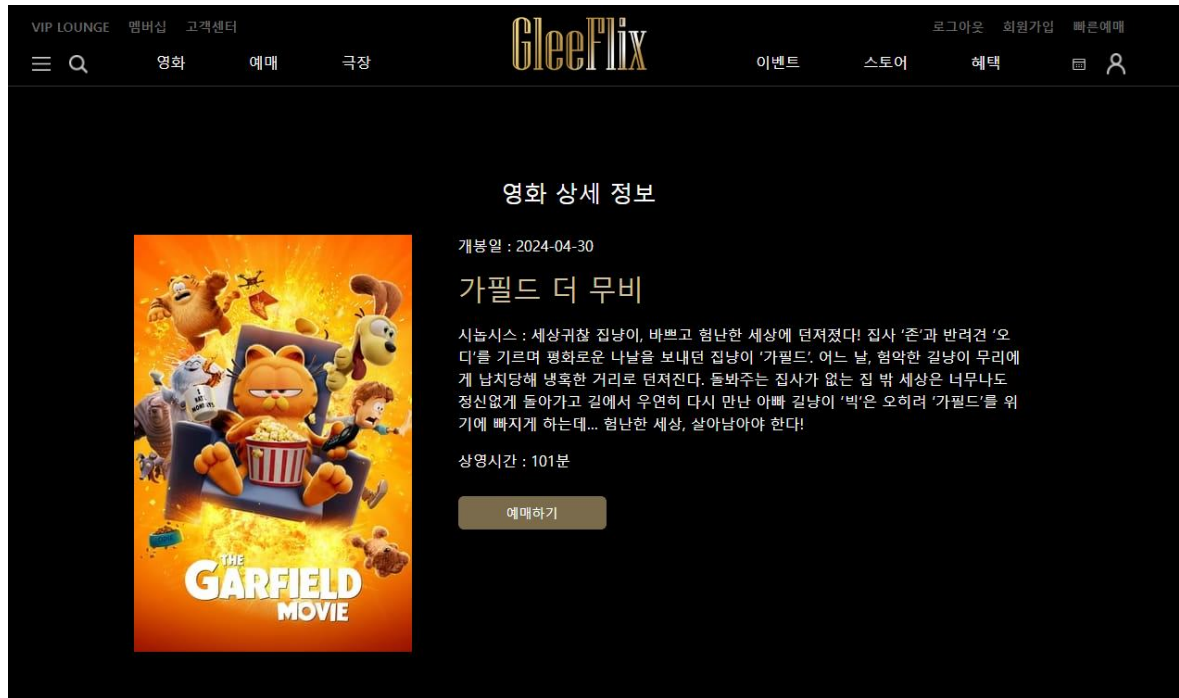 VIP LOUNGE 멤버십 고객센터
GleeFlix
로그아웃 회원가입 빠른예매
영화 예매 극장
이벤트 스토어 혜택
영화 상세 정보
개봉일 : 2024-04-30
가필드 더 무비
시놉시스 : 세상귀찮 집냥이, 바쁘고 험난한 세상에 던져졌다! 집사 ‘존’과 반려견 ‘오
디’를 기르며 평화로운 나날을 보내던 집냥이 ‘가필드’. 어느 날, 험악한 길냥이 무리에
게 납치당해 냉혹한 거리로 던져진다. 돌봐주는 집사가 없는 집 밖 세상은 너무나도
정신없게 돌아가고 길에서 우연히 다시 만난 아빠 길냥이 ‘빅’은 오히려 ‘가필드’를 위
기에 빠지게 하는데... 험난한 세상, 살아남아야 한다!
상영시간 : 101분
예매하기
I
HATE
MONDAYS
THE
GARFIELD
MOVIE